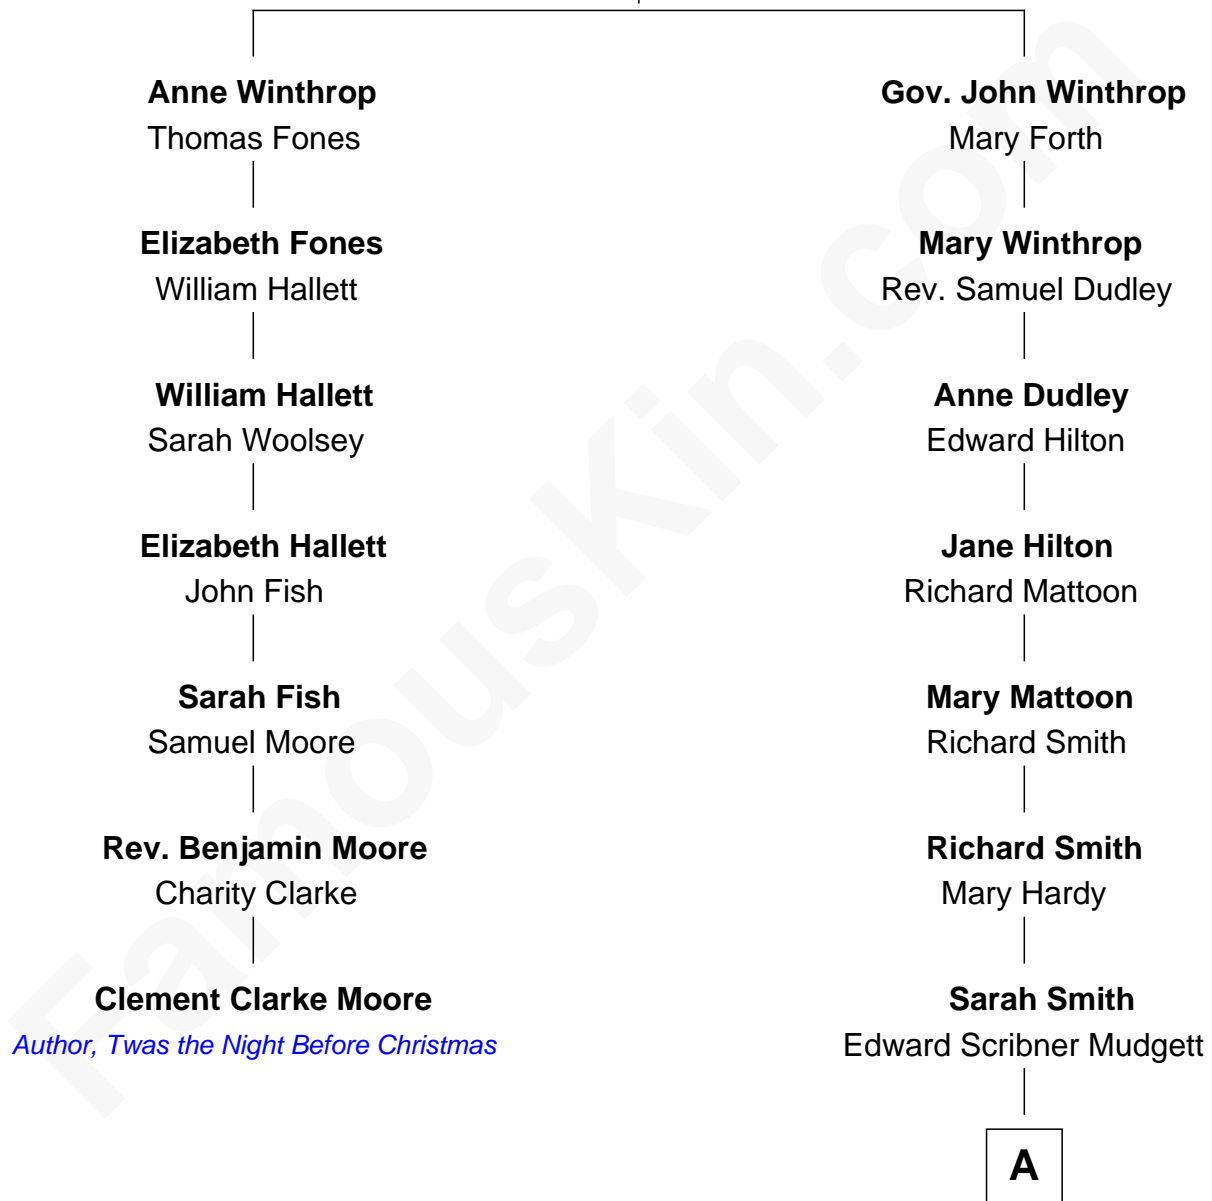 Anne Winthrop
Thomas Fones
Elizabeth Fones
William Hallett
William Hallett
Sarah Woolsey
Elizabeth Hallett
John Fish
Sarah Fish
Samuel Moore
Rev. Benjamin Moore
Charity Clarke
Clement Clarke Moore
Author, Twas the Night Before Christmas
Gov. John Winthrop
Mary Forth
Mary Winthrop
Rev. Samuel Dudley
Anne Dudley
Edward Hilton
Jane Hilton
Richard Mattoon
Mary Mattoon
Richard Smith
Richard Smith
Mary Hardy
Sarah Smith
Edward Scribner Mudgett
A
FamousKin.com